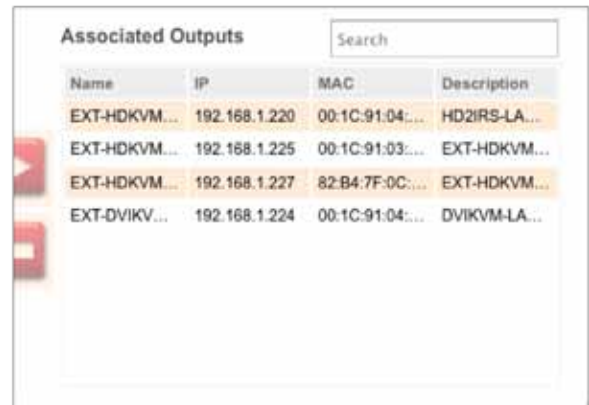 Associated Outputs Search
Name IP MAC Description
EXT-HDKVM... 192.168.1.220 00:1C:91:04:... HD2IRS-LA...
EXT-HDKVM... 192.168.1.225 00:1C:91:03:... EXT-HDKVM...
EXT-HDKVM... 192.168.1.227 82:B4:7F:0C:... EXT-HDKVM...
EXT-DVIKV... 192.168.1.224 00:1C:91:04:... DVIKVM-LA...